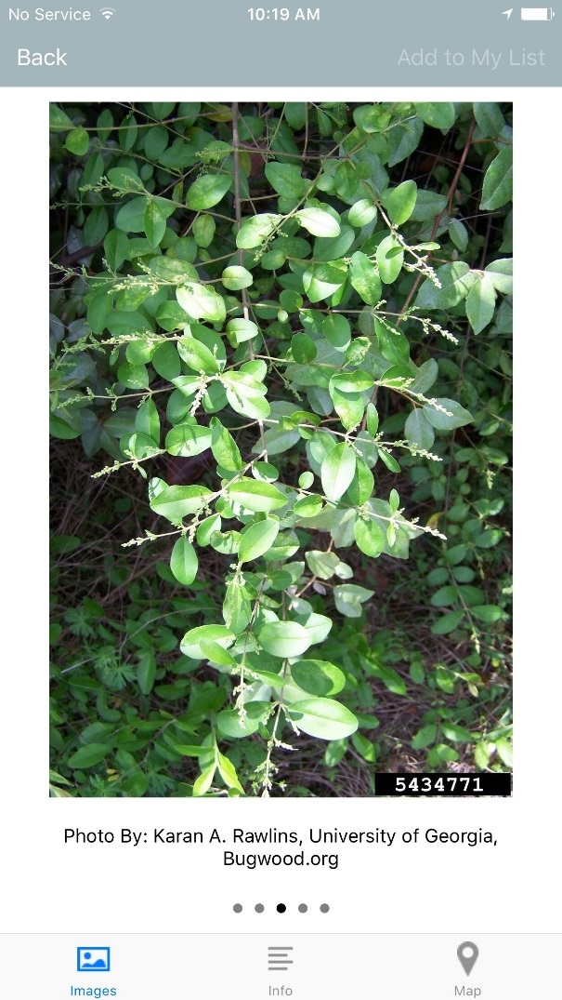 No Service 10:19 AM
Back Add to My List
5434771
Photo By: Karan A. Rawlins, University of Georgia,
Bugwood.org
Images Info Map